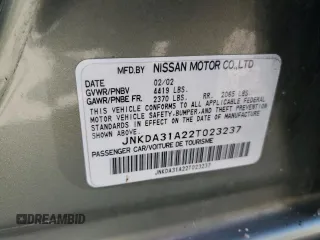 MFD.BY NISSAN MOTOR CO.,LTD
DATE 02/02
GVWR/PNBV 4419 LBS.
GAWR/PNBE FR. 2370 LBS. RR. 2085 LBS
THIS VEHICLE CONFORMS TO ALL APPLICABLE FEDERAL
MOTOR VEHICLE SAFETY, BUMPER, AND THEFT PREVENTION
STANDARDS IN EFFECT ON THE DATE OF MANUFACTURE
SHOWN ABOVE.
JNKDA31A22T023237
PASSENGER CAR/VOITURE DE TOURISME
JNKDA31A22T023237
DREAMBID